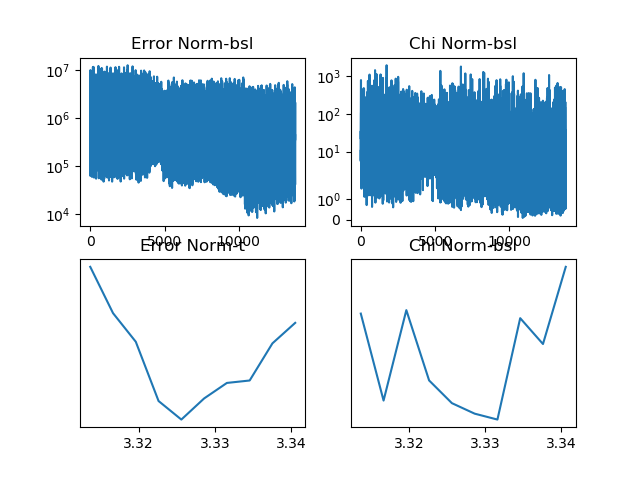 Error Norm-bsl
Chi Norm-bsl
10⁷
10⁶
10⁵
10⁴
0 5000 10000
10³
10²
10¹
10⁰
0
0 5000 10000
Error Norm-t
Chi Norm-bsl
3.32 3.33 3.34
3.32 3.33 3.34